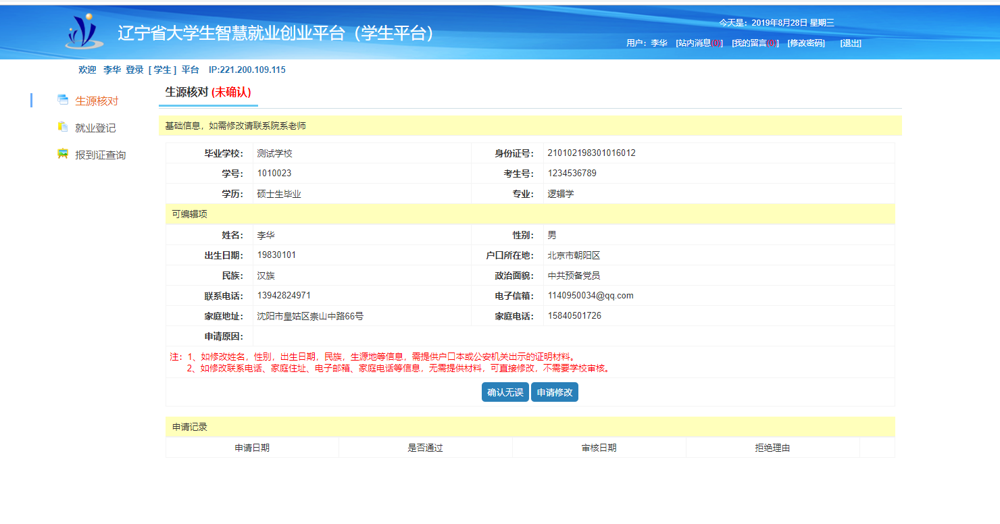 辽宁省大学生智慧就业创业平台（学生平台）
今天是：2019年8月28日 星期三
用户：李华 [站内消息(0)] [我的留言(0)] [修改密码] [退出]
欢迎 李华 登录 [ 学生 ] 平台 IP:221.200.109.115
生源核对
就业登记
报到证查询
生源核对 (未确认)
基础信息，如需修改请联系院系老师
毕业学校： 测试学校 身份证号： 210102198301016012
学号： 1010023 考生号： 1234536789
学历： 硕士生毕业 专业： 逻辑学
可编辑项
姓名： 李华 性别： 男
出生日期： 19830101 户口所在地： 北京市朝阳区
民族： 汉族 政治面貌： 中共预备党员
联系电话： 13942824971 电子信箱： 1140950034@qq.com
家庭地址： 沈阳市皇姑区崇山中路66号 家庭电话： 15840501726
申请原因：
注：1、如修改姓名，性别，出生日期，民族，生源地等信息，需提供户口本或公安机关出示的证明材料。
2、如修改联系电话、家庭住址、电子邮箱、家庭电话等信息，无需提供材料，可直接修改，不需要学校审核。
确认无误 申请修改
申请记录
申请日期 是否通过 审核日期 拒绝理由